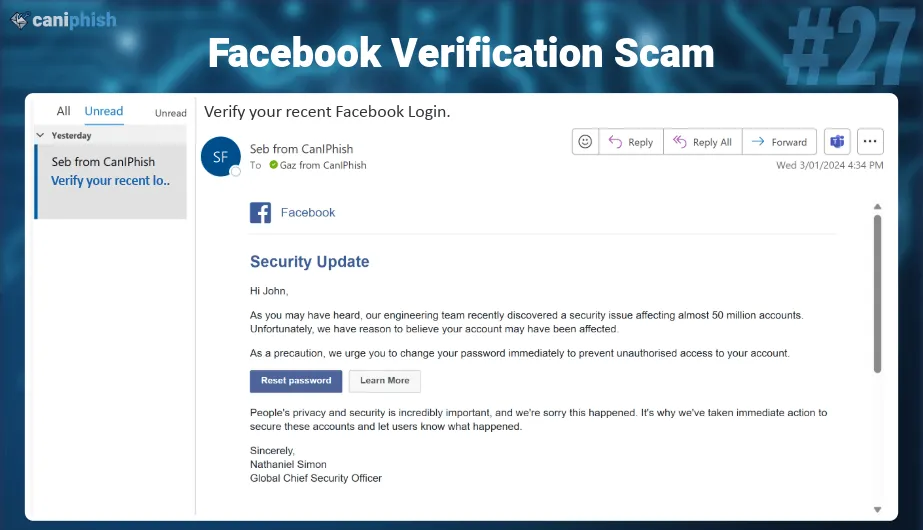 caniphish
#27
Facebook Verification Scam
All Unread Unread
Yesterday
Seb from CanIPhish
Verify your recent lo..
Verify your recent Facebook Login.
SF
Seb from CanIPhish
To Gaz from CanIPhish
Reply Reply All Forward
Wed 3/01/2024 4:34 PM
Facebook
Security Update
Hi John,
As you may have heard, our engineering team recently discovered a security issue affecting almost 50 million accounts.
Unfortunately, we have reason to believe your account may have been affected.
As a precaution, we urge you to change your password immediately to prevent unauthorised access to your account.
Reset password Learn More
People's privacy and security is incredibly important, and we're sorry this happened. It's why we've taken immediate action to
secure these accounts and let users know what happened.
Sincerely,
Nathaniel Simon
Global Chief Security Officer